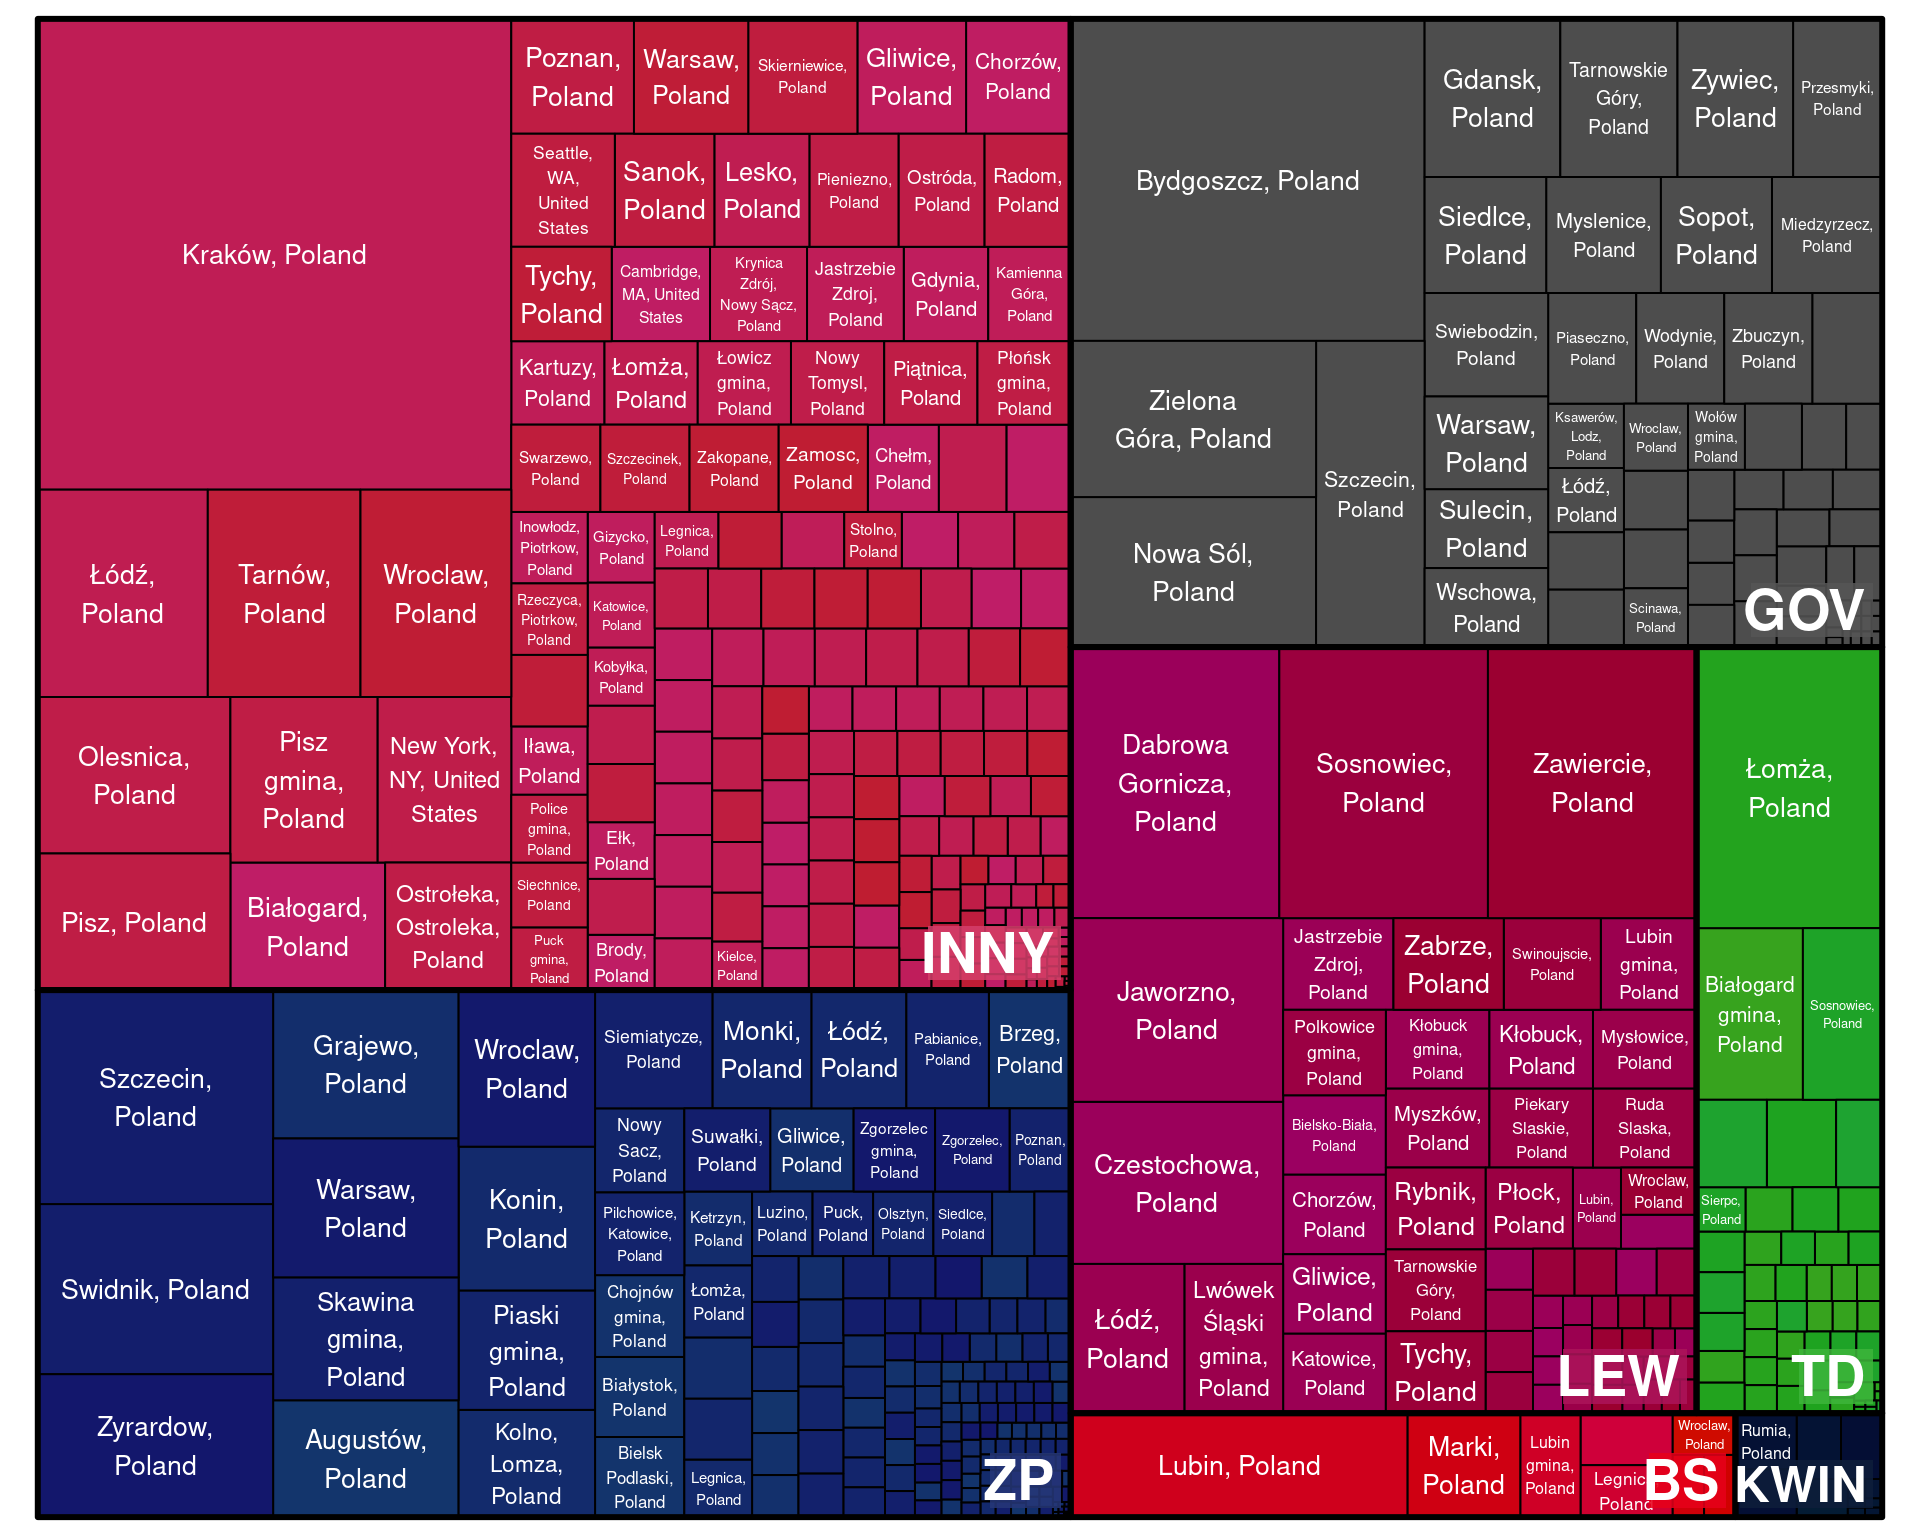 Kraków, Poland
Łódź,
Poland
Tarnów,
Poland
Wroclaw,
Poland
Olesnica,
Poland
Pisz
gmina,
Poland
New York,
NY, United
States
Pisz, Poland
Białogard,
Poland
Ostrołeka,
Ostroleka,
Poland
Poznan,
Poland
Warsaw,
Poland
Skierniewice,
Poland
Gliwice,
Poland
Chorzów,
Poland
Seattle,
WA,
United
States
Sanok,
Poland
Lesko,
Poland
Pieniezno,
Poland
Ostróda,
Poland
Radom,
Poland
Tychy,
Poland
Cambridge,
MA, United
States
Krynica
Zdrój,
Nowy Sącz,
Poland
Jastrzebie
Zdroj,
Poland
Gdynia,
Poland
Kamienna
Góra,
Poland
Kartuzy,
Poland
Łomża,
Poland
Łowicz
gmina,
Poland
Nowy
Tomysl,
Poland
Piątnica,
Poland
Płońsk
gmina,
Poland
Swarzewo,
Poland
Szczecinek,
Poland
Zakopane,
Poland
Zamosc,
Poland
Chełm,
Poland
Inowłodz,
Piotrkow,
Poland
Gizycko,
Poland
Legnica,
Poland
Stolno,
Poland
Rzeczyca,
Piotrkow,
Poland
Katowice,
Poland
Kobyłka,
Poland
Iława,
Poland
Police
gmina,
Poland
Ełk,
Poland
Siechnice,
Poland
Puck
gmina,
Poland
Brody,
Poland
Kielce,
Poland
INNY
Bydgoszcz, Poland
Zielona
Góra, Poland
Nowa Sól,
Poland
Szczecin,
Poland
Gdansk,
Poland
Tarnowskie
Góry,
Poland
Zywiec,
Poland
Przesmyki,
Poland
Siedlce,
Poland
Myslenice,
Poland
Sopot,
Poland
Miedzyrzecz,
Poland
Swiebodzin,
Poland
Piaseczno,
Poland
Wodynie,
Poland
Zbuczyn,
Poland
Warsaw,
Poland
Ksawerów,
Lodz,
Poland
Wroclaw,
Poland
Wołów
gmina,
Poland
Łódź,
Poland
Sulecin,
Poland
Wschowa,
Poland
Scinawa,
Poland
GOV
Dabrowa
Gornicza,
Poland
Sosnowiec,
Poland
Zawiercie,
Poland
Jaworzno,
Poland
Czestochowa,
Poland
Łódź,
Poland
Lwówek
Śląski
gmina,
Poland
Jastrzebie
Zdroj,
Poland
Zabrze,
Poland
Swinoujscie,
Poland
Lubin
gmina,
Poland
Polkowice
gmina,
Poland
Kłobuck
gmina,
Poland
Kłobuck,
Poland
Mysłowice,
Poland
Bielsko-Biała,
Poland
Myszków,
Poland
Piekary
Slaskie,
Poland
Ruda
Slaska,
Poland
Chorzów,
Poland
Rybnik,
Poland
Płock,
Poland
Lubin,
Poland
Wroclaw,
Poland
Gliwice,
Poland
Tarnowskie
Góry,
Poland
Katowice,
Poland
Tychy,
Poland
LEW
Łomża,
Poland
Białogard
gmina,
Poland
Sosnowiec,
Poland
Sierpc,
Poland
TD
Szczecin,
Poland
Swidnik, Poland
Zyrardow,
Poland
Grajewo,
Poland
Warsaw,
Poland
Skawina
gmina,
Poland
Augustów,
Poland
Wroclaw,
Poland
Konin,
Poland
Piaski
gmina,
Poland
Kolno,
Lomza,
Poland
Siemiatycze,
Poland
Monki,
Poland
Łódź,
Poland
Pabianice,
Poland
Brzeg,
Poland
Nowy
Sacz,
Poland
Suwałki,
Poland
Gliwice,
Poland
Zgorzelec
gmina,
Poland
Zgorzelec,
Poland
Poznan,
Poland
Pilchowice,
Katowice,
Poland
Ketrzyn,
Poland
Luzino,
Poland
Puck,
Poland
Olsztyn,
Poland
Siedlce,
Poland
Chojnów
gmina,
Poland
Łomża,
Poland
Białystok,
Poland
Bielsk
Podlaski,
Poland
Legnica,
Poland
ZP
Lubin, Poland
Marki,
Poland
Lubin
gmina,
Poland
Legnica,
Poland
Wroclaw,
Poland
BS
Rumia,
Poland
KWIN